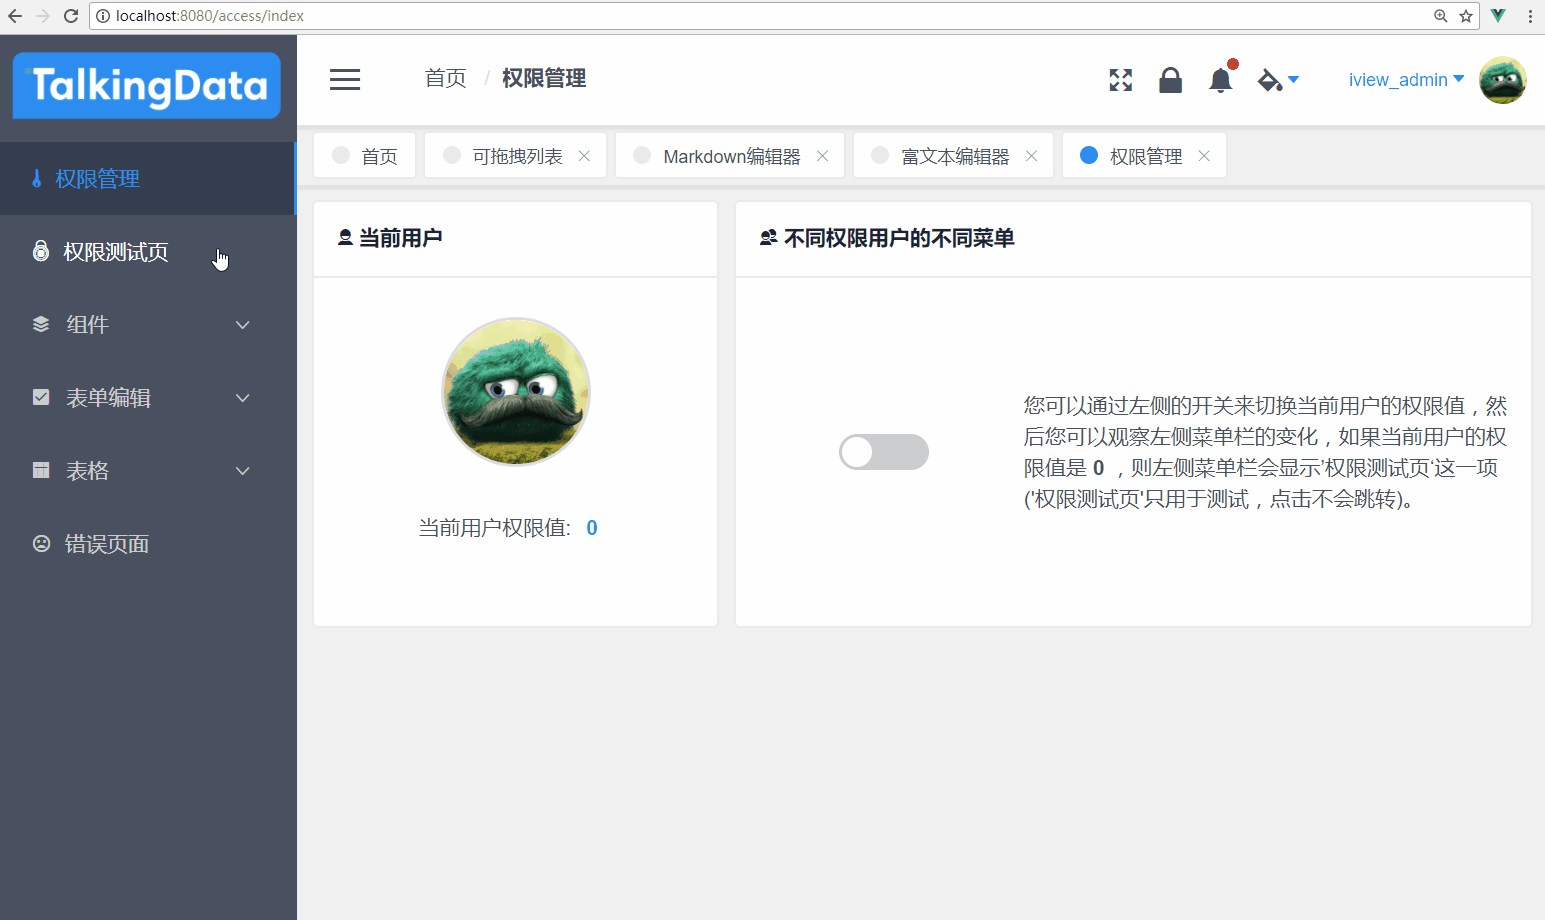 localhost:8080/access/index
TalkingData
首页 / 权限管理
iview_admin
首页
可拖拽列表
Markdown编辑器
富文本编辑器
权限管理
权限管理
权限测试页
组件
表单编辑
表格
错误页面
当前用户
当前用户权限值: 0
不同权限用户的不同菜单
您可以通过左侧的开关来切换当前用户的权限值，然
后您可以观察左侧菜单栏的变化，如果当前用户的权
限值是 0 ，则左侧菜单栏会显示'权限测试页'这一项
('权限测试页'只用于测试，点击不会跳转)。